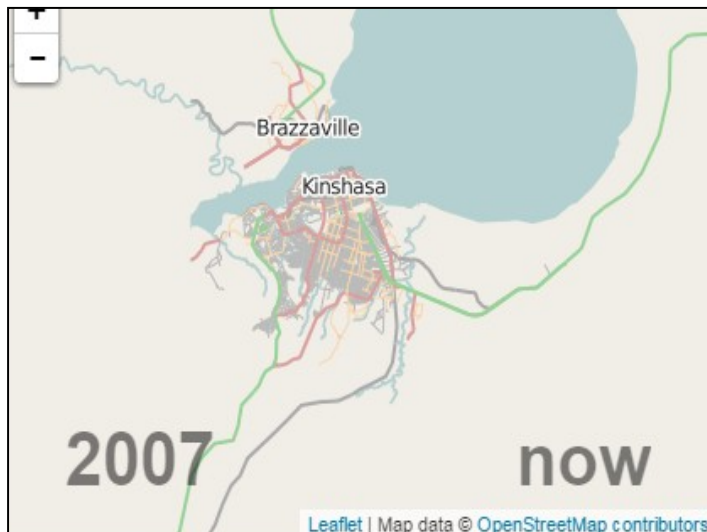 +
−
Brazzaville
Kinshasa
2007 now
Leaflet | Map data © OpenStreetMap contributors